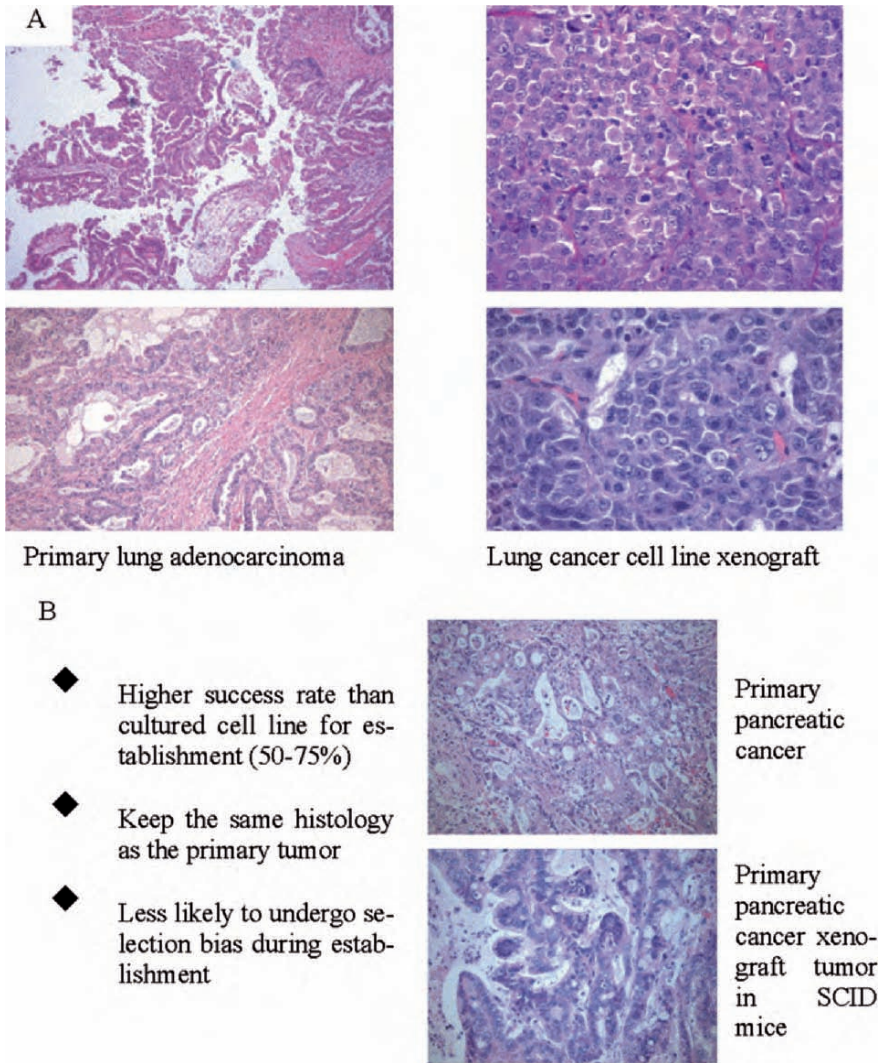 A
Primary lung adenocarcinoma
Lung cancer cell line xenograft
B
Higher success rate than
cultured cell line for es-
tablishment (50-75%)
Keep the same histology
as the primary tumor
Less likely to undergo se-
lection bias during estab-
lishment
Primary
pancreatic
cancer
Primary
pancreatic
cancer xeno-
graft tumor
in SCID
mice